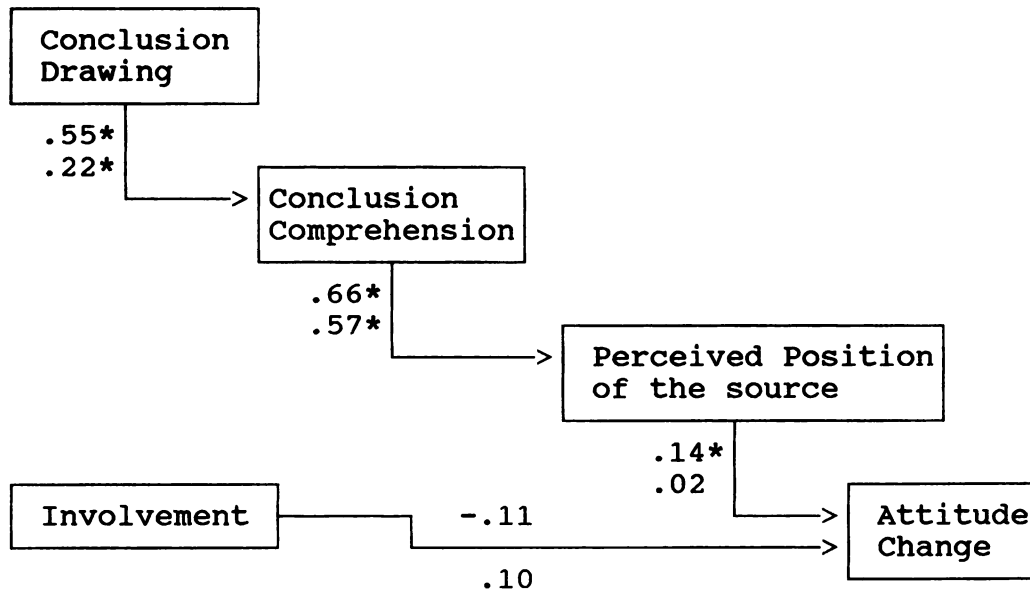 Conclusion
Drawing
.55*
.22*
Conclusion
Comprehension
.66*
.57*
Perceived Position
of the source
.14*
.02
Involvement
-.11
.10
Attitude
Change